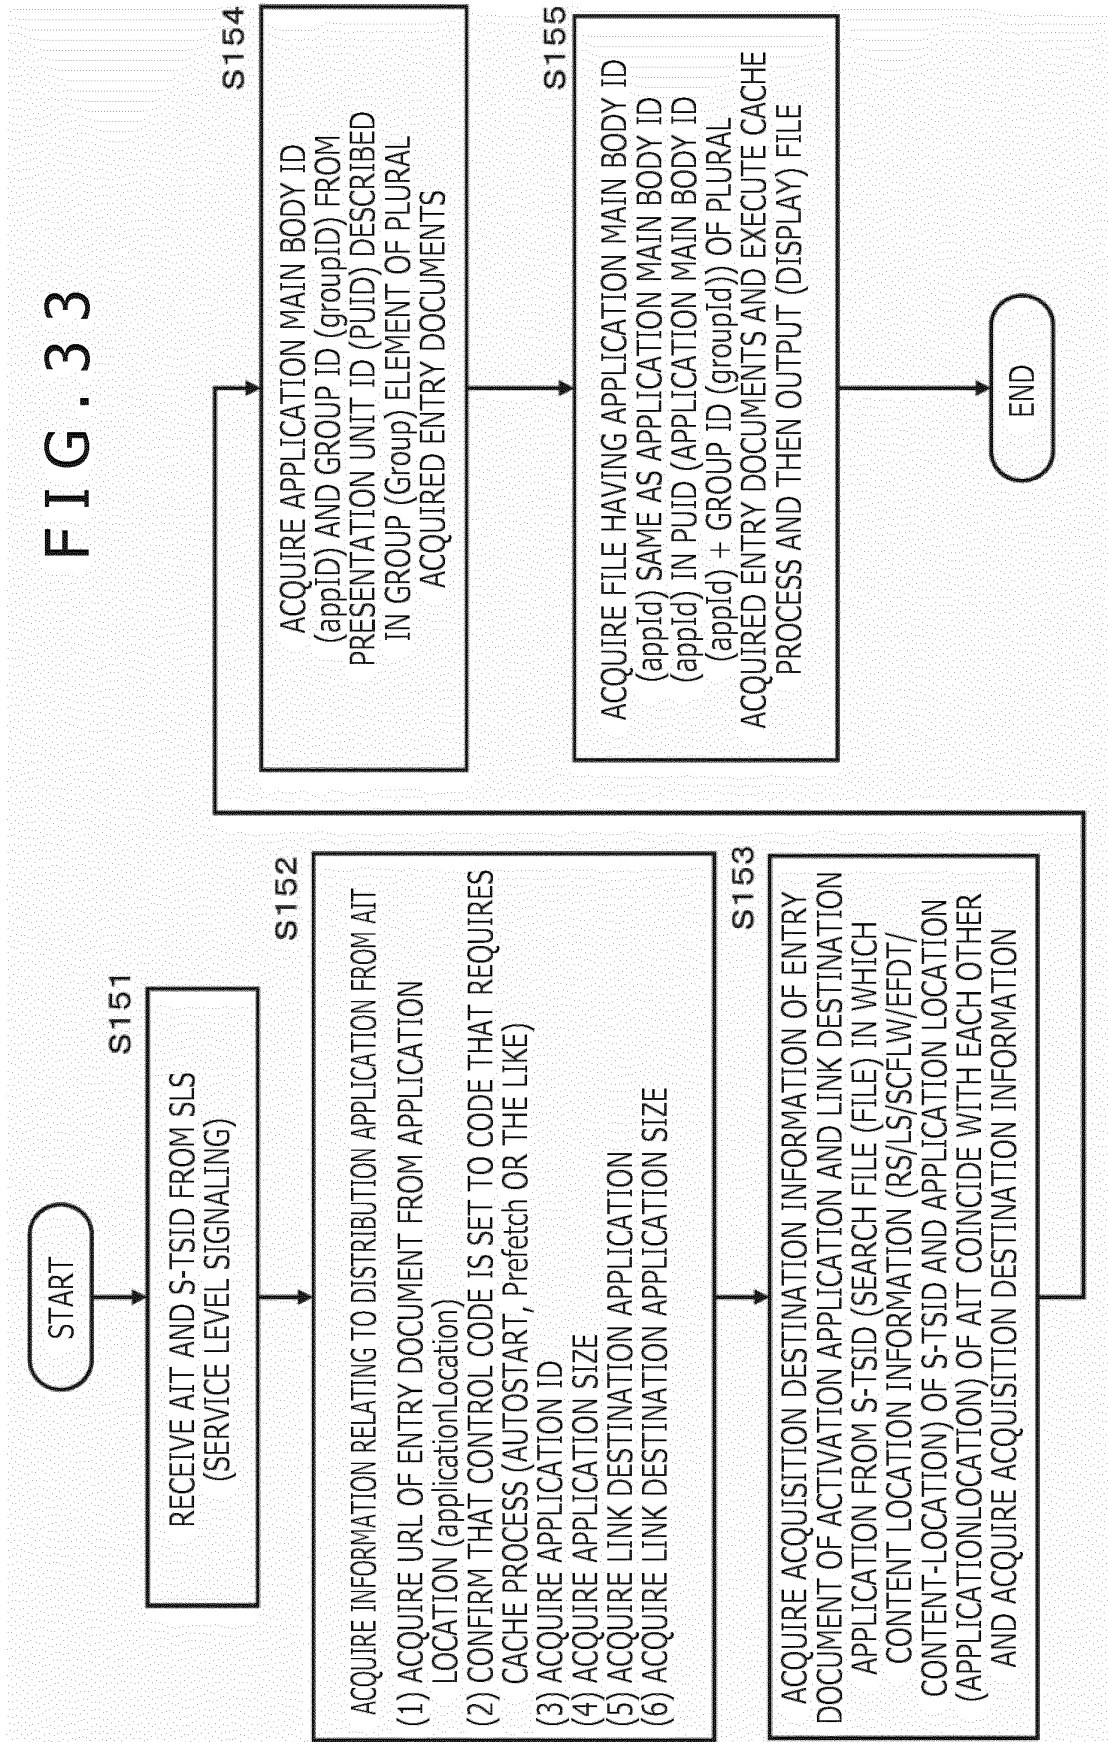 FIG.33
START
S151
RECEIVE AIT AND S-TSID FROM SLS
(SERVICE LEVEL SIGNALING)
S152
ACQUIRE INFORMATION RELATING TO DISTRIBUTION APPLICATION FROM AIT
(1) ACQUIRE URL OF ENTRY DOCUMENT FROM APPLICATION
LOCATION (applicationLocation)
(2) CONFIRM THAT CONTROL CODE IS SET TO CODE THAT REQUIRES
CACHE PROCESS (AUTOSTART, Prefetch OR THE LIKE)
(3) ACQUIRE APPLICATION ID
(4) ACQUIRE APPLICATION SIZE
(5) ACQUIRE LINK DESTINATION APPLICATION
(6) ACQUIRE LINK DESTINATION APPLICATION SIZE
S153
ACQUIRE ACQUISITION DESTINATION INFORMATION OF ENTRY
DOCUMENT OF ACTIVATION APPLICATION AND LINK DESTINATION
APPLICATION FROM S-TSID (SEARCH FILE (FILE) IN WHICH
CONTENT LOCATION INFORMATION (RS/LS/SCFLW/EFDT/
CONTENT-LOCATION) OF S-TSID AND APPLICATION LOCATION
(APPLICATIONLOCATION) OF AIT COINCIDE WITH EACH OTHER
AND ACQUIRE ACQUISITION DESTINATION INFORMATION
S154
ACQUIRE APPLICATION MAIN BODY ID
(appID) AND GROUP ID (groupID) FROM
PRESENTATION UNIT ID (PUID) DESCRIBED
IN GROUP (Group) ELEMENT OF PLURAL
ACQUIRED ENTRY DOCUMENTS
S155
ACQUIRE FILE HAVING APPLICATION MAIN BODY ID
(appId) SAME AS APPLICATION MAIN BODY ID
(appId) IN PUID (APPLICATION MAIN BODY ID
(appId) + GROUP ID (groupId)) OF PLURAL
ACQUIRED ENTRY DOCUMENTS AND EXECUTE CACHE
PROCESS AND THEN OUTPUT (DISPLAY) FILE
END